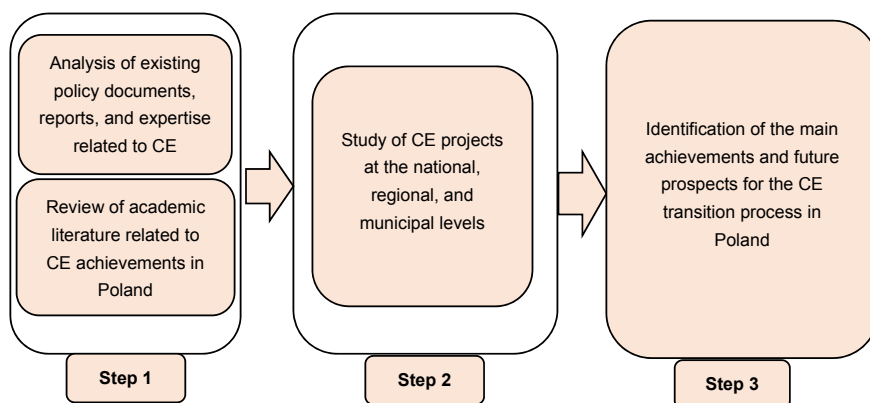 Analysis of existing
policy documents,
reports, and expertise
related to CE
Review of academic
literature related to
CE achievements in
Poland
Step 1
Study of CE projects
at the national,
regional, and
municipal levels
Step 2
Identification of the main
achievements and future
prospects for the CE
transition process in
Poland
Step 3